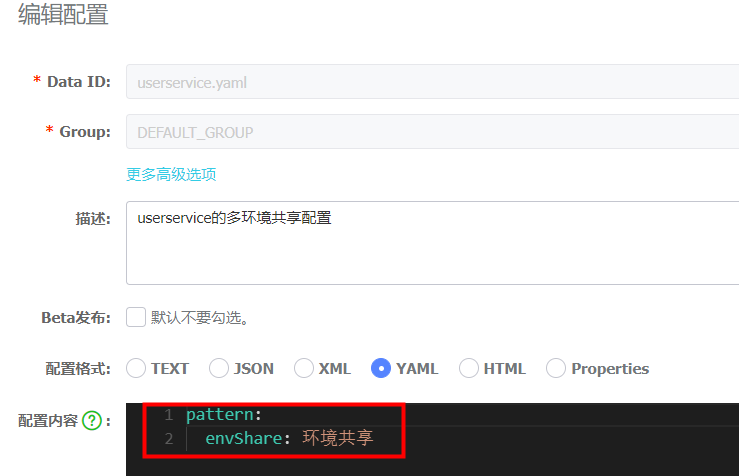 编辑配置
* Data ID: userservice.yaml
* Group: DEFAULT_GROUP
更多高级选项
描述: userservice的多环境共享配置
Beta发布: 默认不要勾选。
配置格式: TEXT JSON XML YAML HTML Properties
配置内容 ? : 1 pattern:
2 envShare: 环境共享